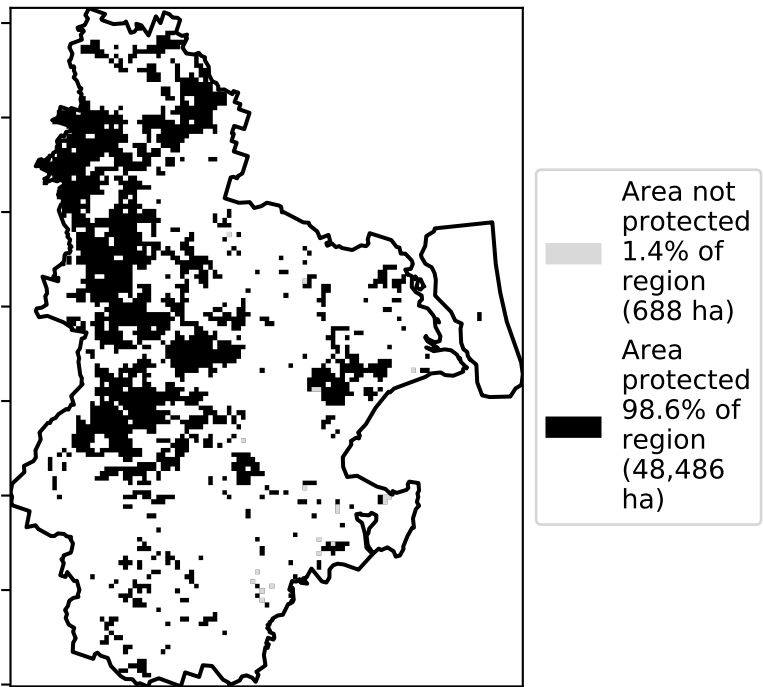 Area not
protected
1.4% of
region
(688 ha)
Area
protected
98.6% of
region
(48,486
ha)